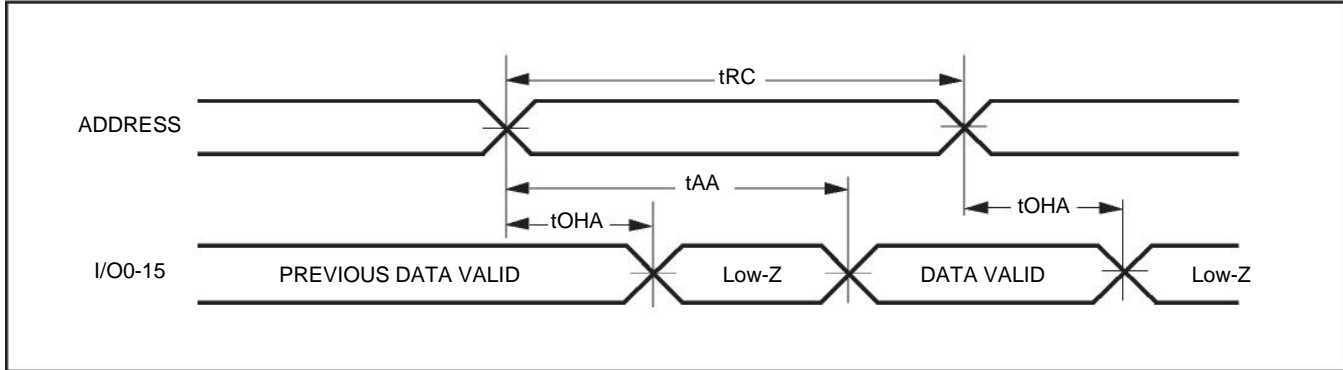 tRC
ADDRESS
tAA
tOHA
tOHA
I/O0-15
PREVIOUS DATA VALID
Low-Z
DATA VALID
Low-Z